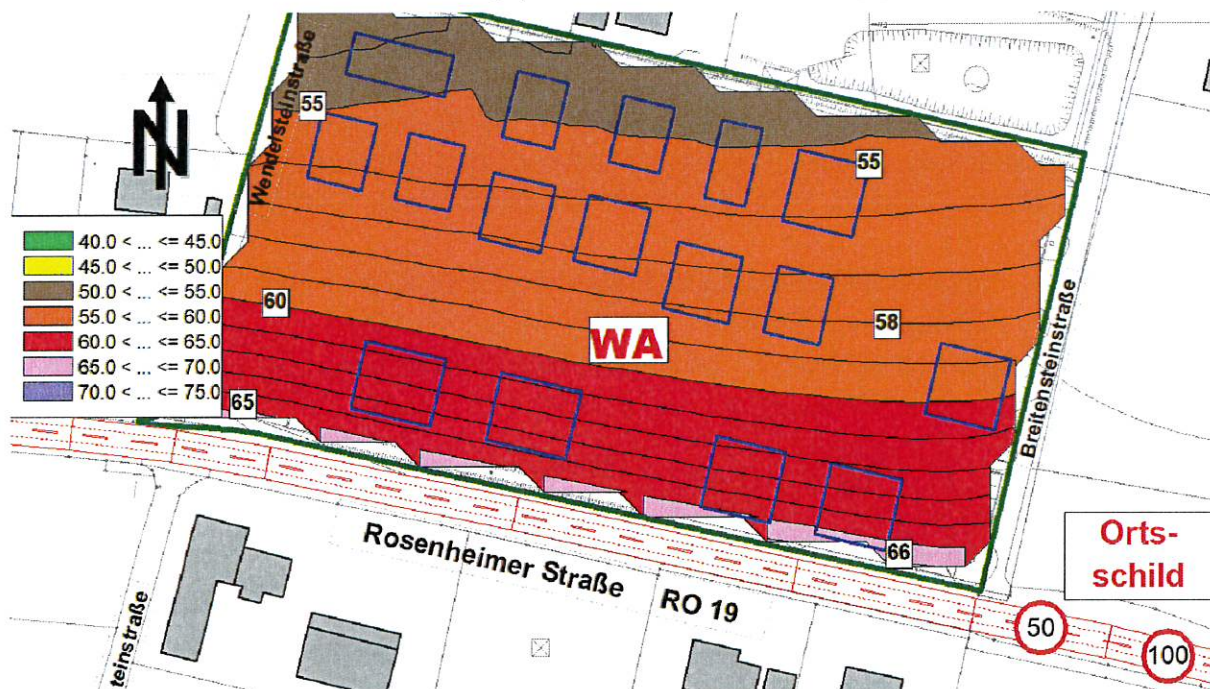 Wendelsteinstraße
N
55
55
40.0 < ... <= 45.0
45.0 < ... <= 50.0
50.0 < ... <= 55.0
55.0 < ... <= 60.0
60.0 < ... <= 65.0
65.0 < ... <= 70.0
70.0 < ... <= 75.0
60
58
WA
Breitensteinstraße
65
66
Rosenheimer Straße RO 19
Orts-
schild
50
100
teinstraße